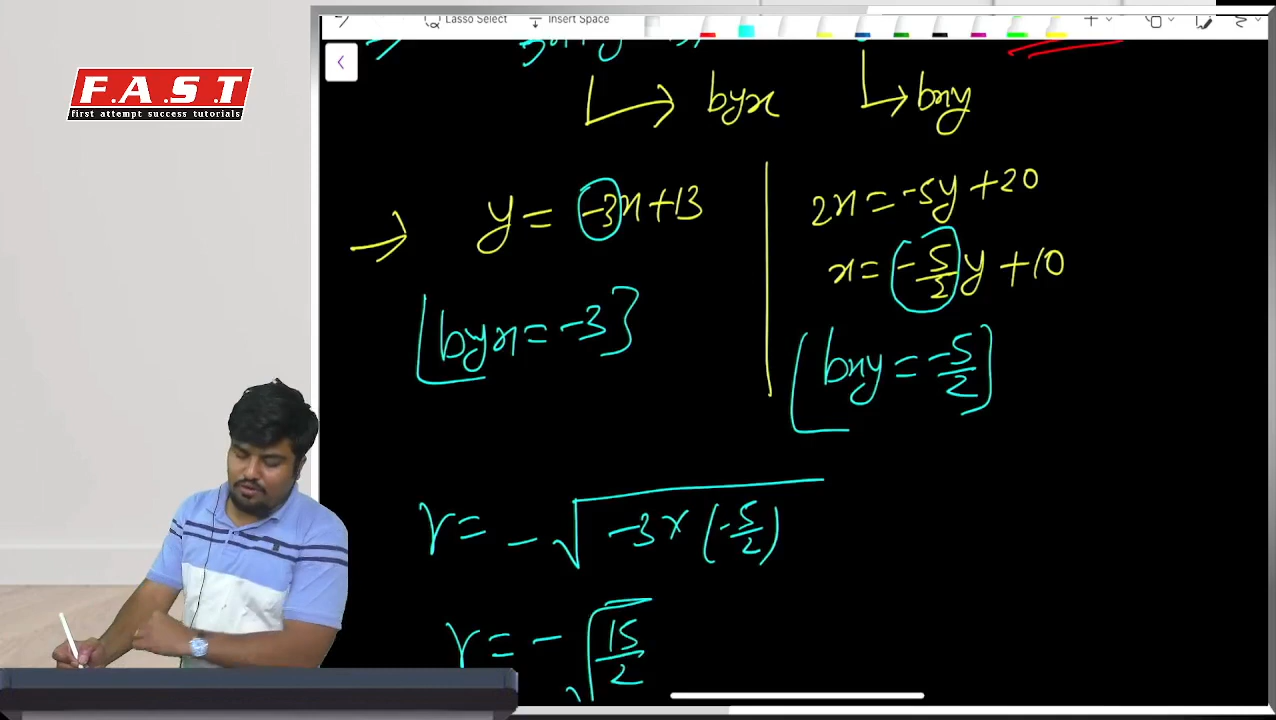 Lasso Select Insert Space
F.A.S.T
first attempt success tutorials
byx bxy
y = -3x+13
2x = -5y+20
x = -5/2 y +10
[byx = -3]
[bxy = -5/2]
r = -√-3x(-5/2)
r = -√15/2